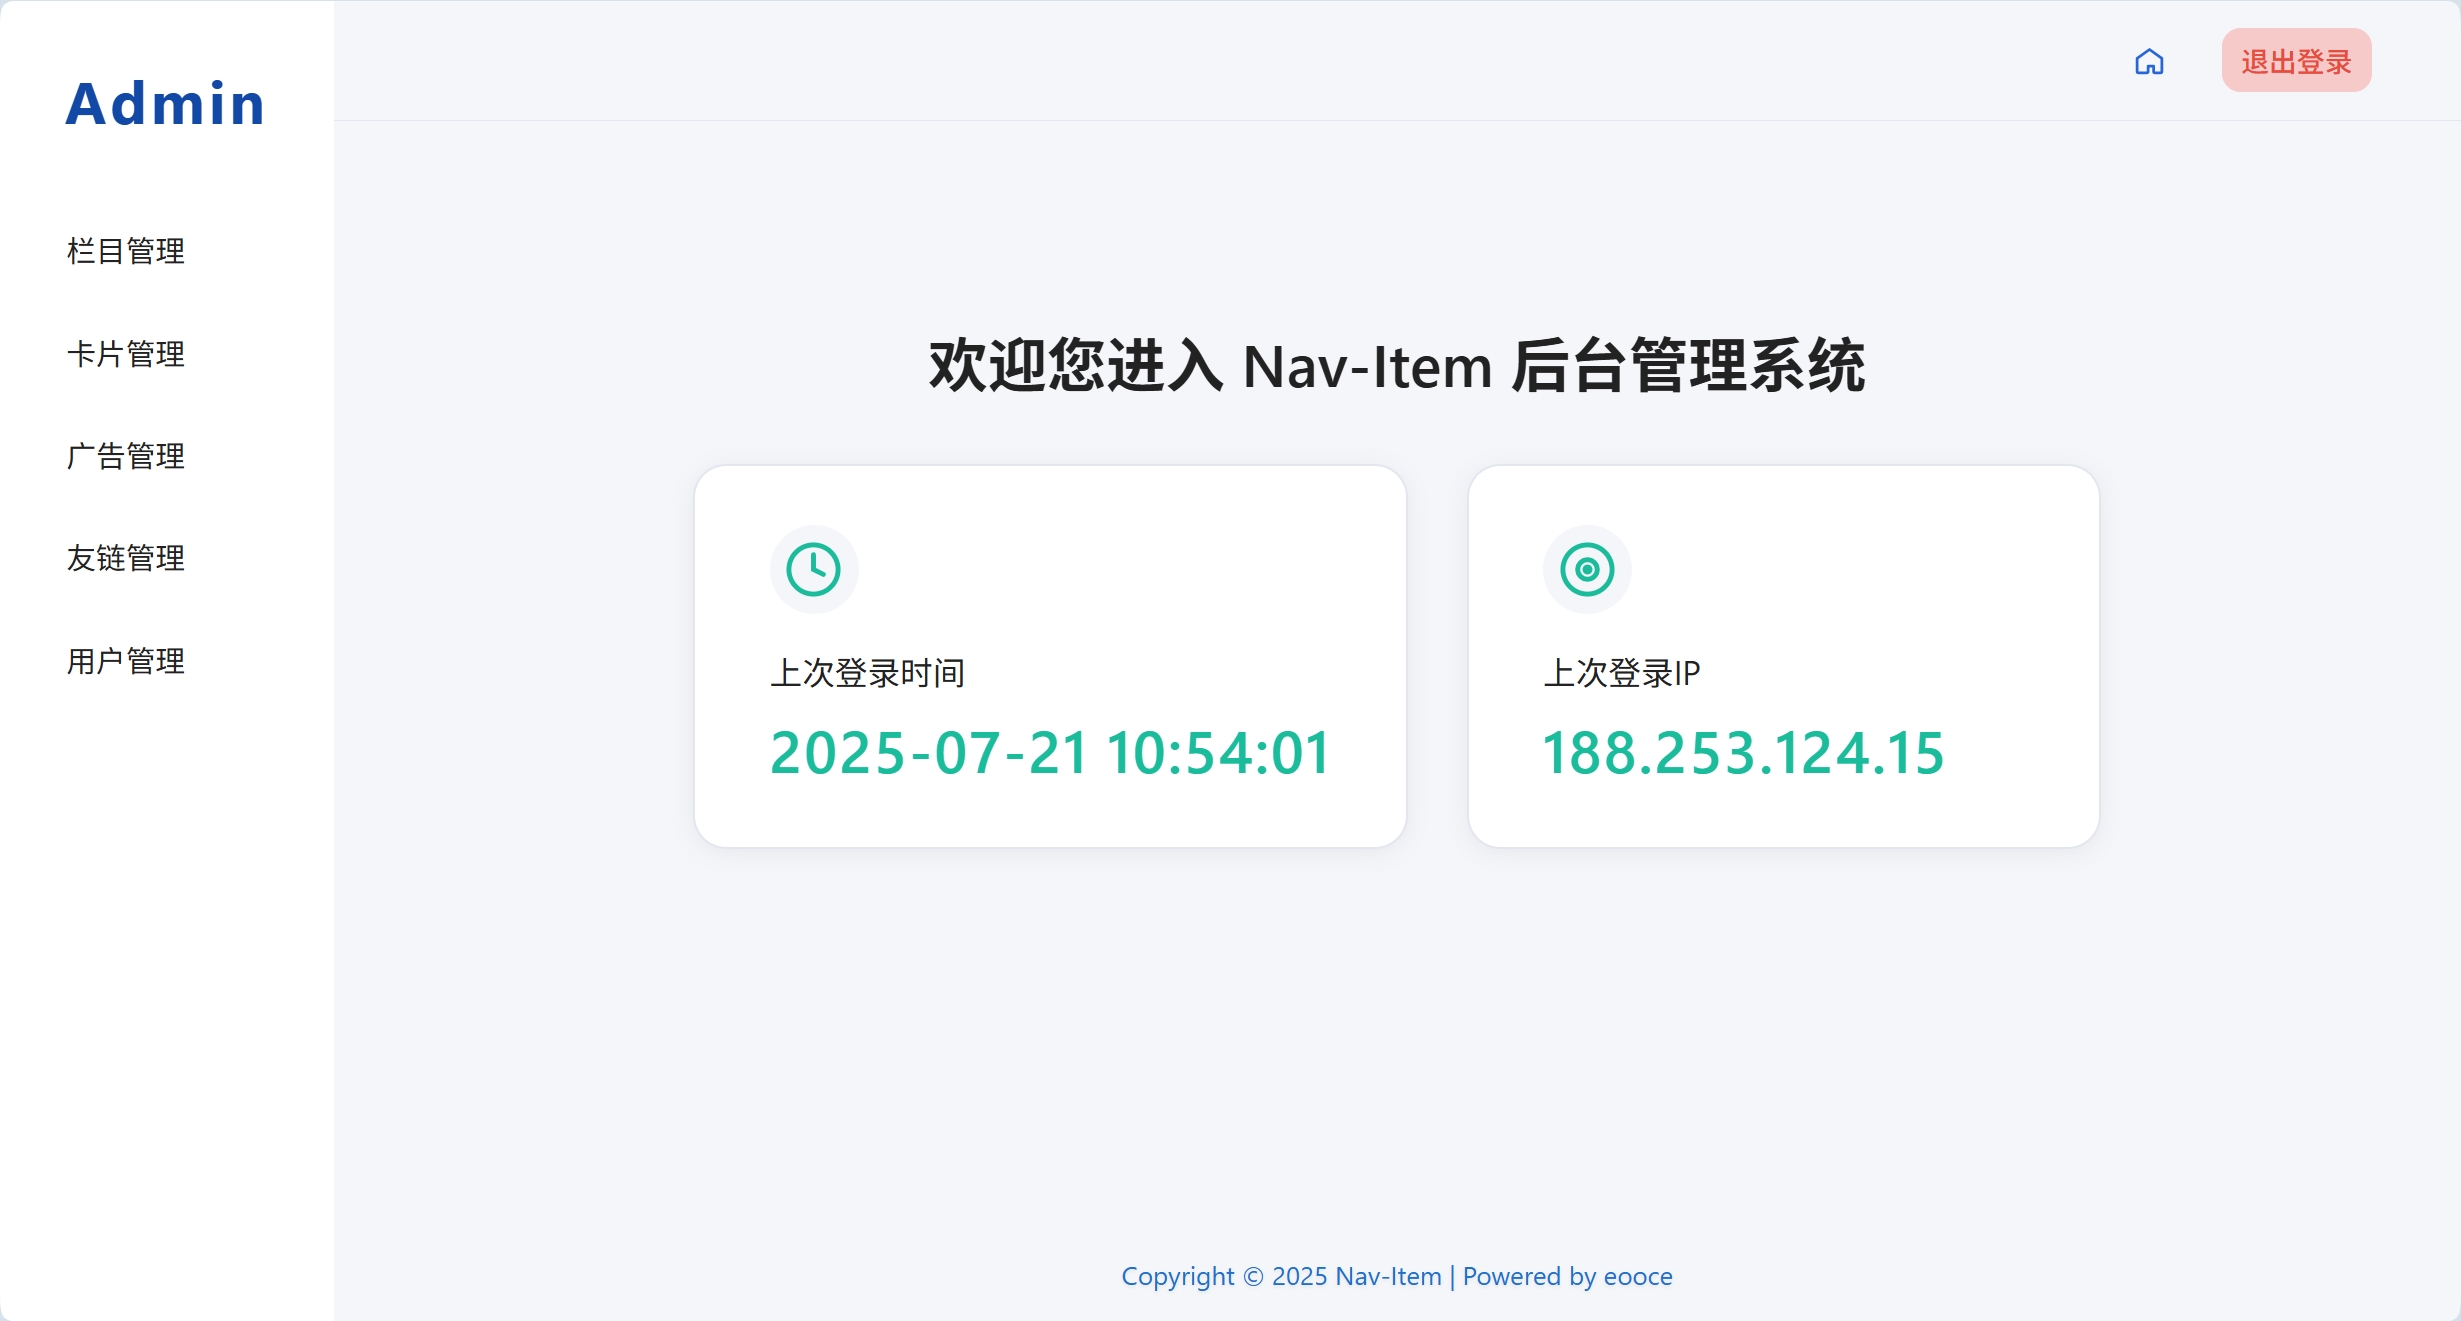 Admin
退出登录
栏目管理
卡片管理
广告管理
友链管理
用户管理
欢迎您进入 Nav-Item 后台管理系统
上次登录时间
2025-07-21 10:54:01
上次登录IP
188.253.124.15
Copyright © 2025 Nav-Item | Powered by eooce